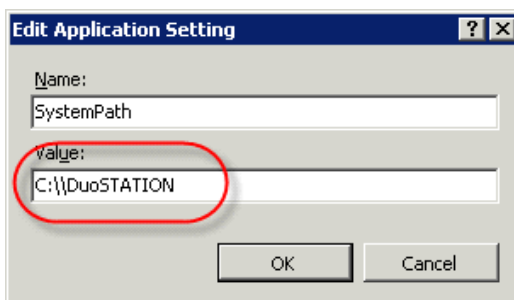 Edit Application Setting
Name:
SystemPath
Value:
C:\\DuoSTATION
OK
Cancel